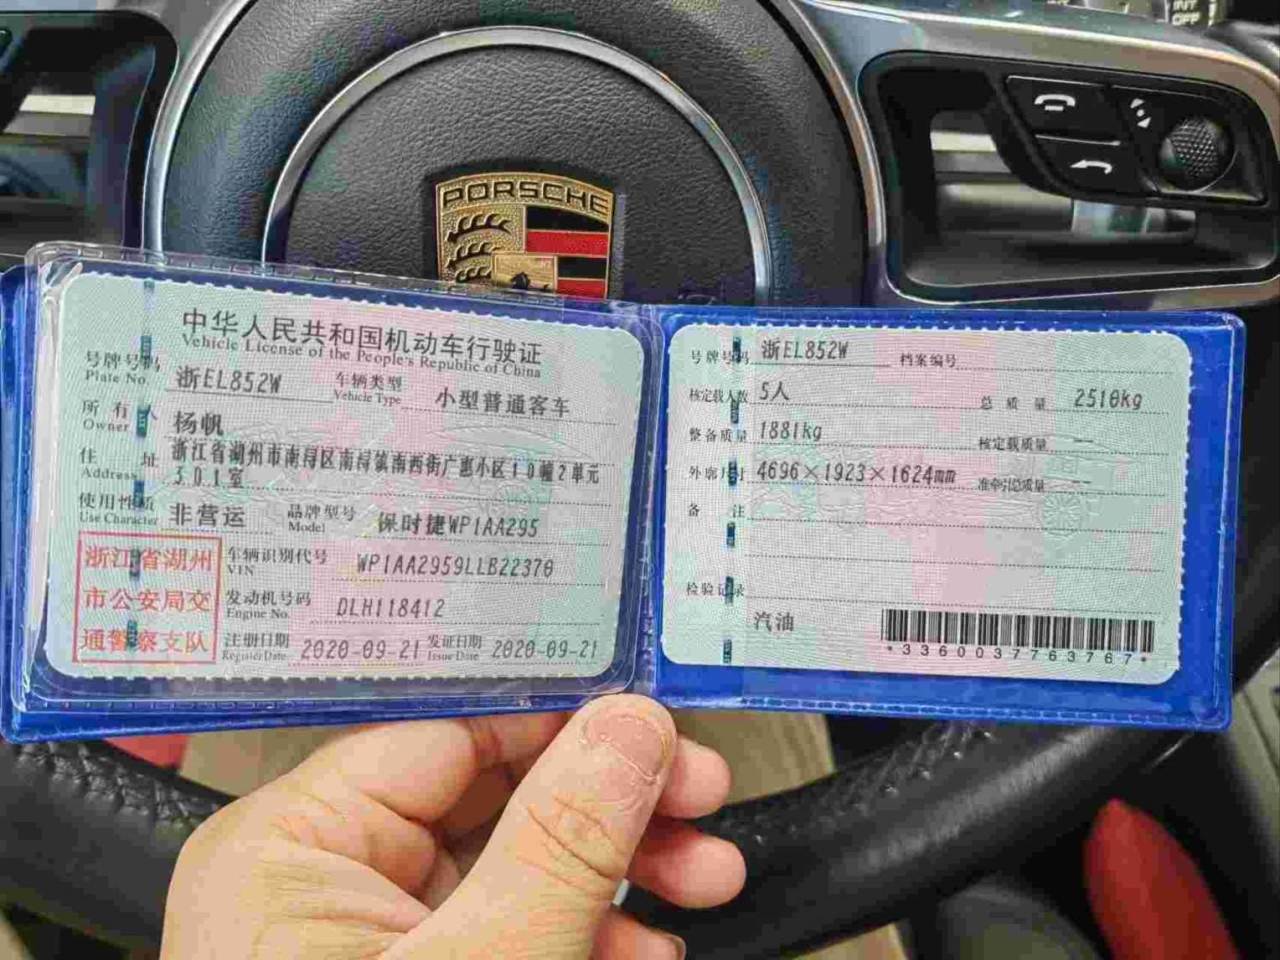 INT
OFF
PORSCHE
中华人民共和国机动车行驶证
Vehicle License of the People's Republic of China
号牌号码 浙EL852W 车辆类型 小型普通客车
Plate No. Vehicle Type
所有人 杨帆
Owner
住址 浙江省湖州市南浔区南浔镇南西街广惠小区10幢2单元
Address 301室
使用性质 非营运 品牌型号 保时捷WP1AA295
Use Character Model
浙江省湖州
市公安局交
通警察支队
车辆识别代号 WP1AA2959LLB22370
VIN
发动机号码 DLH118412
Engine No.
注册日期 2020-09-21 发证日期 2020-09-21
Register Date Issue Date
号牌号码 浙EL852W 档案编号
核定载人数 5人 总质量 2510kg
整备质量 1881kg 核定载质量 --
外廓尺寸 4696×1923×1624mm 准牵引总质量 --
备注
检验记录
汽油
*3360037763767*